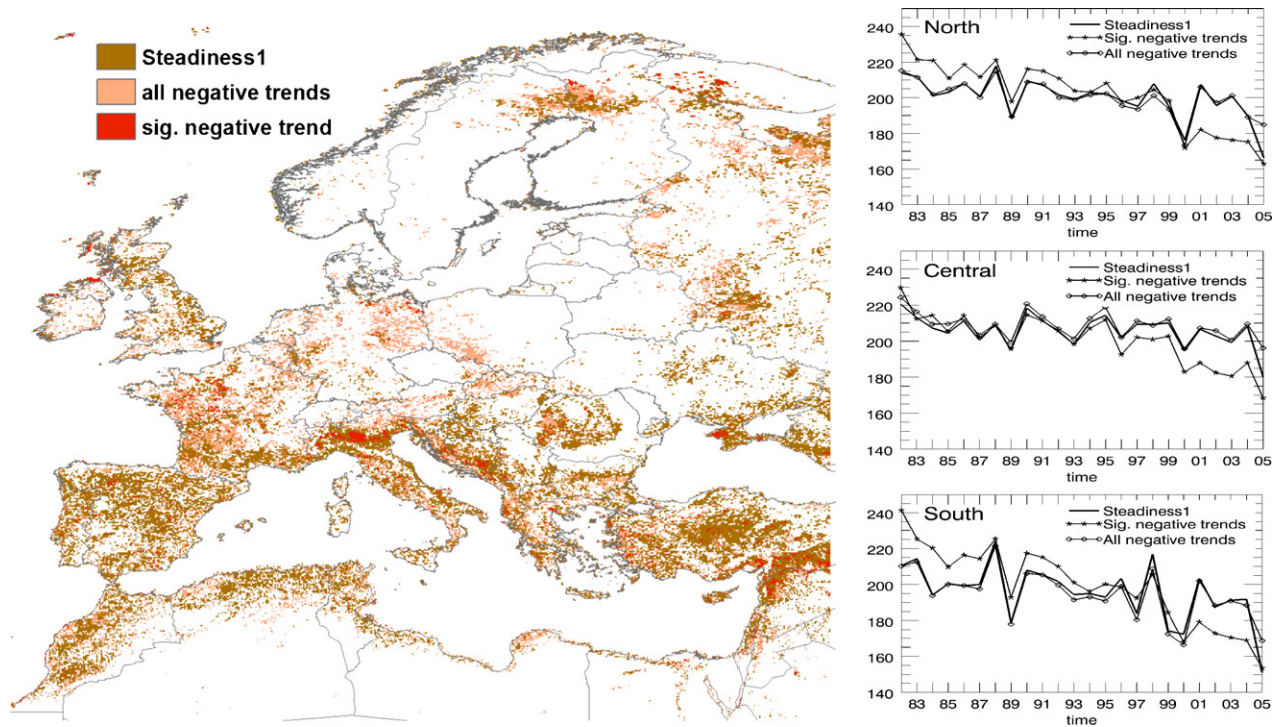 Steadiness1
all negative trends
sig. negative trend
North
Steadiness1
Sig. negative trends
All negative trends
240
220
200
180
160
140
83 85 87 89 91 93 95 97 99 01 03 05
time
Central
Steadiness1
Sig. negative trends
All negative trends
240
220
200
180
160
140
83 85 87 89 91 93 95 97 99 01 03 05
time
South
Steadiness1
Sig. negative trends
All negative trends
240
220
200
180
160
140
83 85 87 89 91 93 95 97 99 01 03 05
time